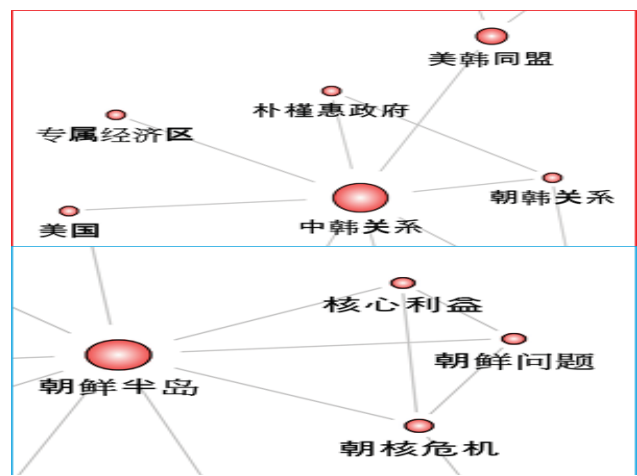 美韩同盟
朴槿惠政府
专属经济区
朝韩关系
美国
中韩关系
核心利益
朝鲜问题
朝鲜半岛
朝核危机